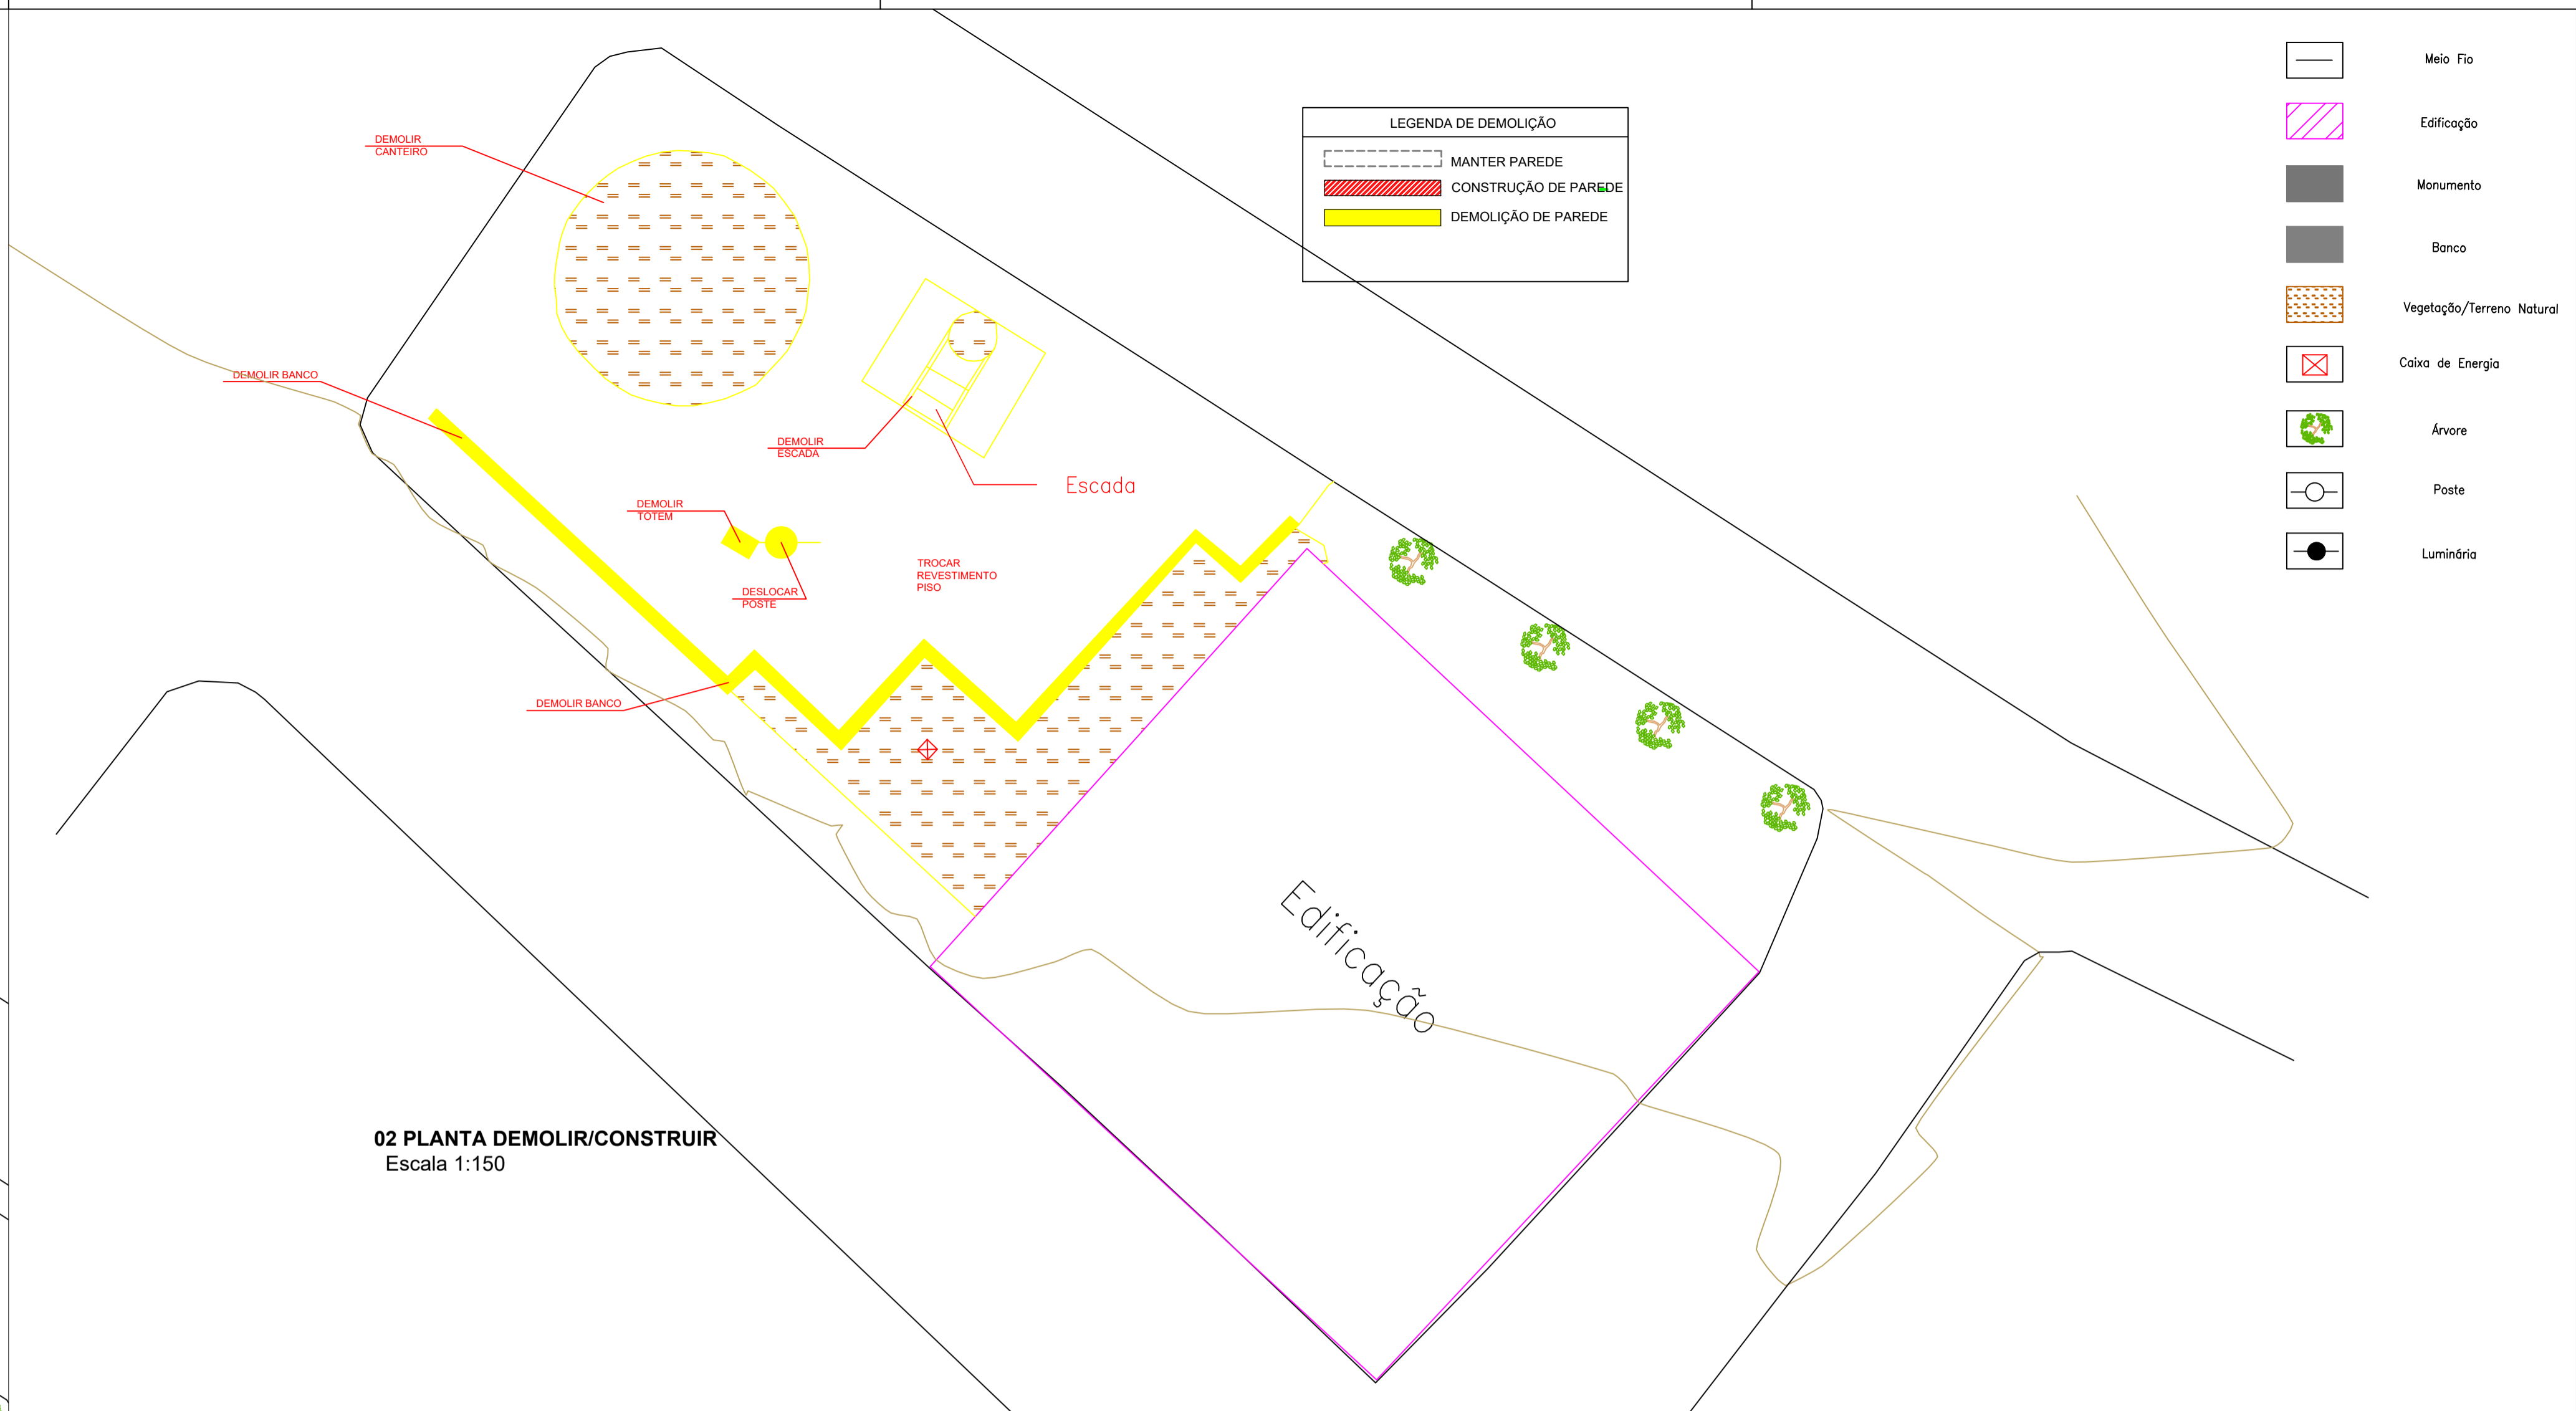 Meio Fio
LEGENDA DE DEMOLIÇÃO
Edificação
DEMOLIR
CANTEIRO
MANTER PAREDE
CONSTRUÇÃO DE PAREDE
Monumento
DEMOLIÇÃO DE PAREDE
Banco
Vegetação/Terreno Natural
Caixa de Energia
DEMOLIR BANCO
Árvore
DEMOLIR
ESCADA
Escada
Poste
DEMOLIR
TOTEM
Luminária
TROCAR
REVESTIMENTO
PISO
DESLOCAR
POSTE
DEMOLIR BANCO
Edificação
02 PLANTA DEMOLIR/CONSTRUIR
Escala 1:150